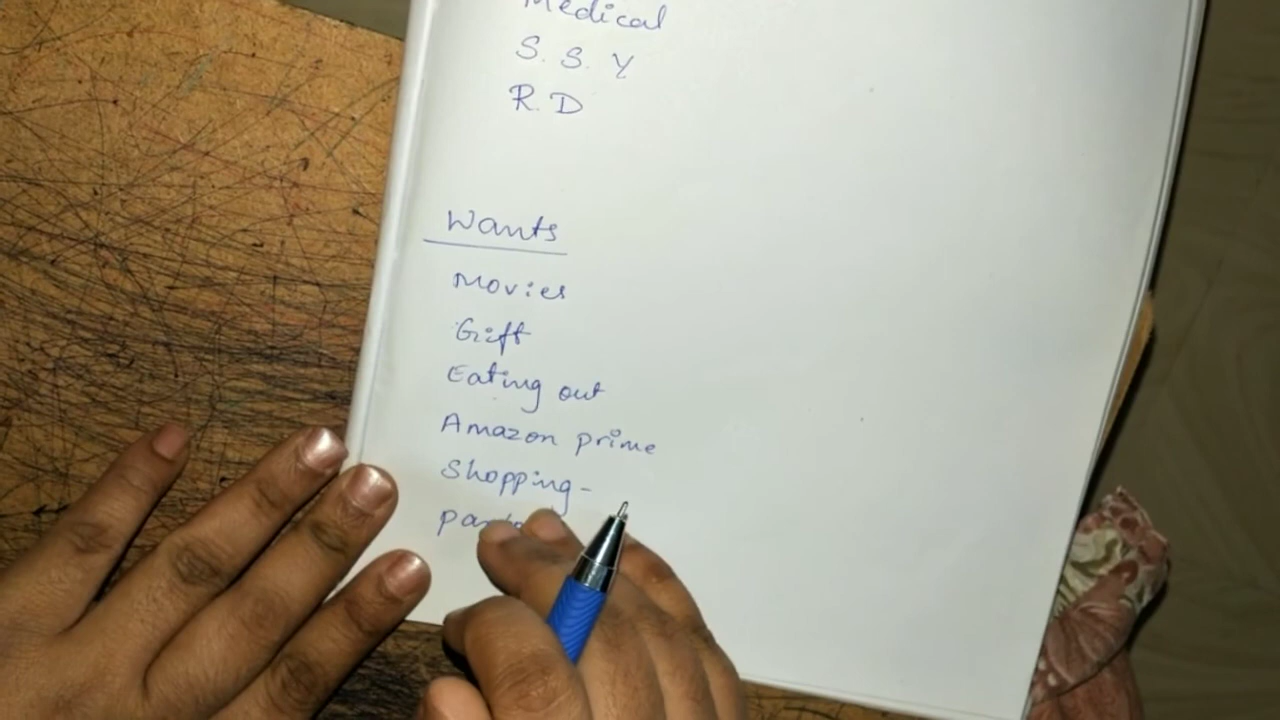 Medical
S. S. Y
R. D
Wants
Movies
Gift
Eating out
Amazon prime
Shopping-